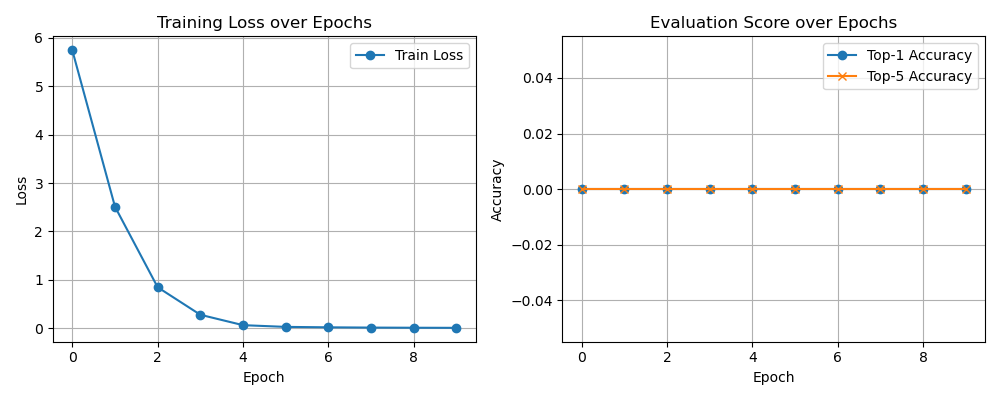 Training Loss over Epochs
Train Loss
6
5
4
3
2
1
0
Loss
0 2 4 6 8
Epoch
Evaluation Score over Epochs
Top-1 Accuracy
Top-5 Accuracy
0.04
0.02
0.00
−0.02
−0.04
Accuracy
0 2 4 6 8
Epoch